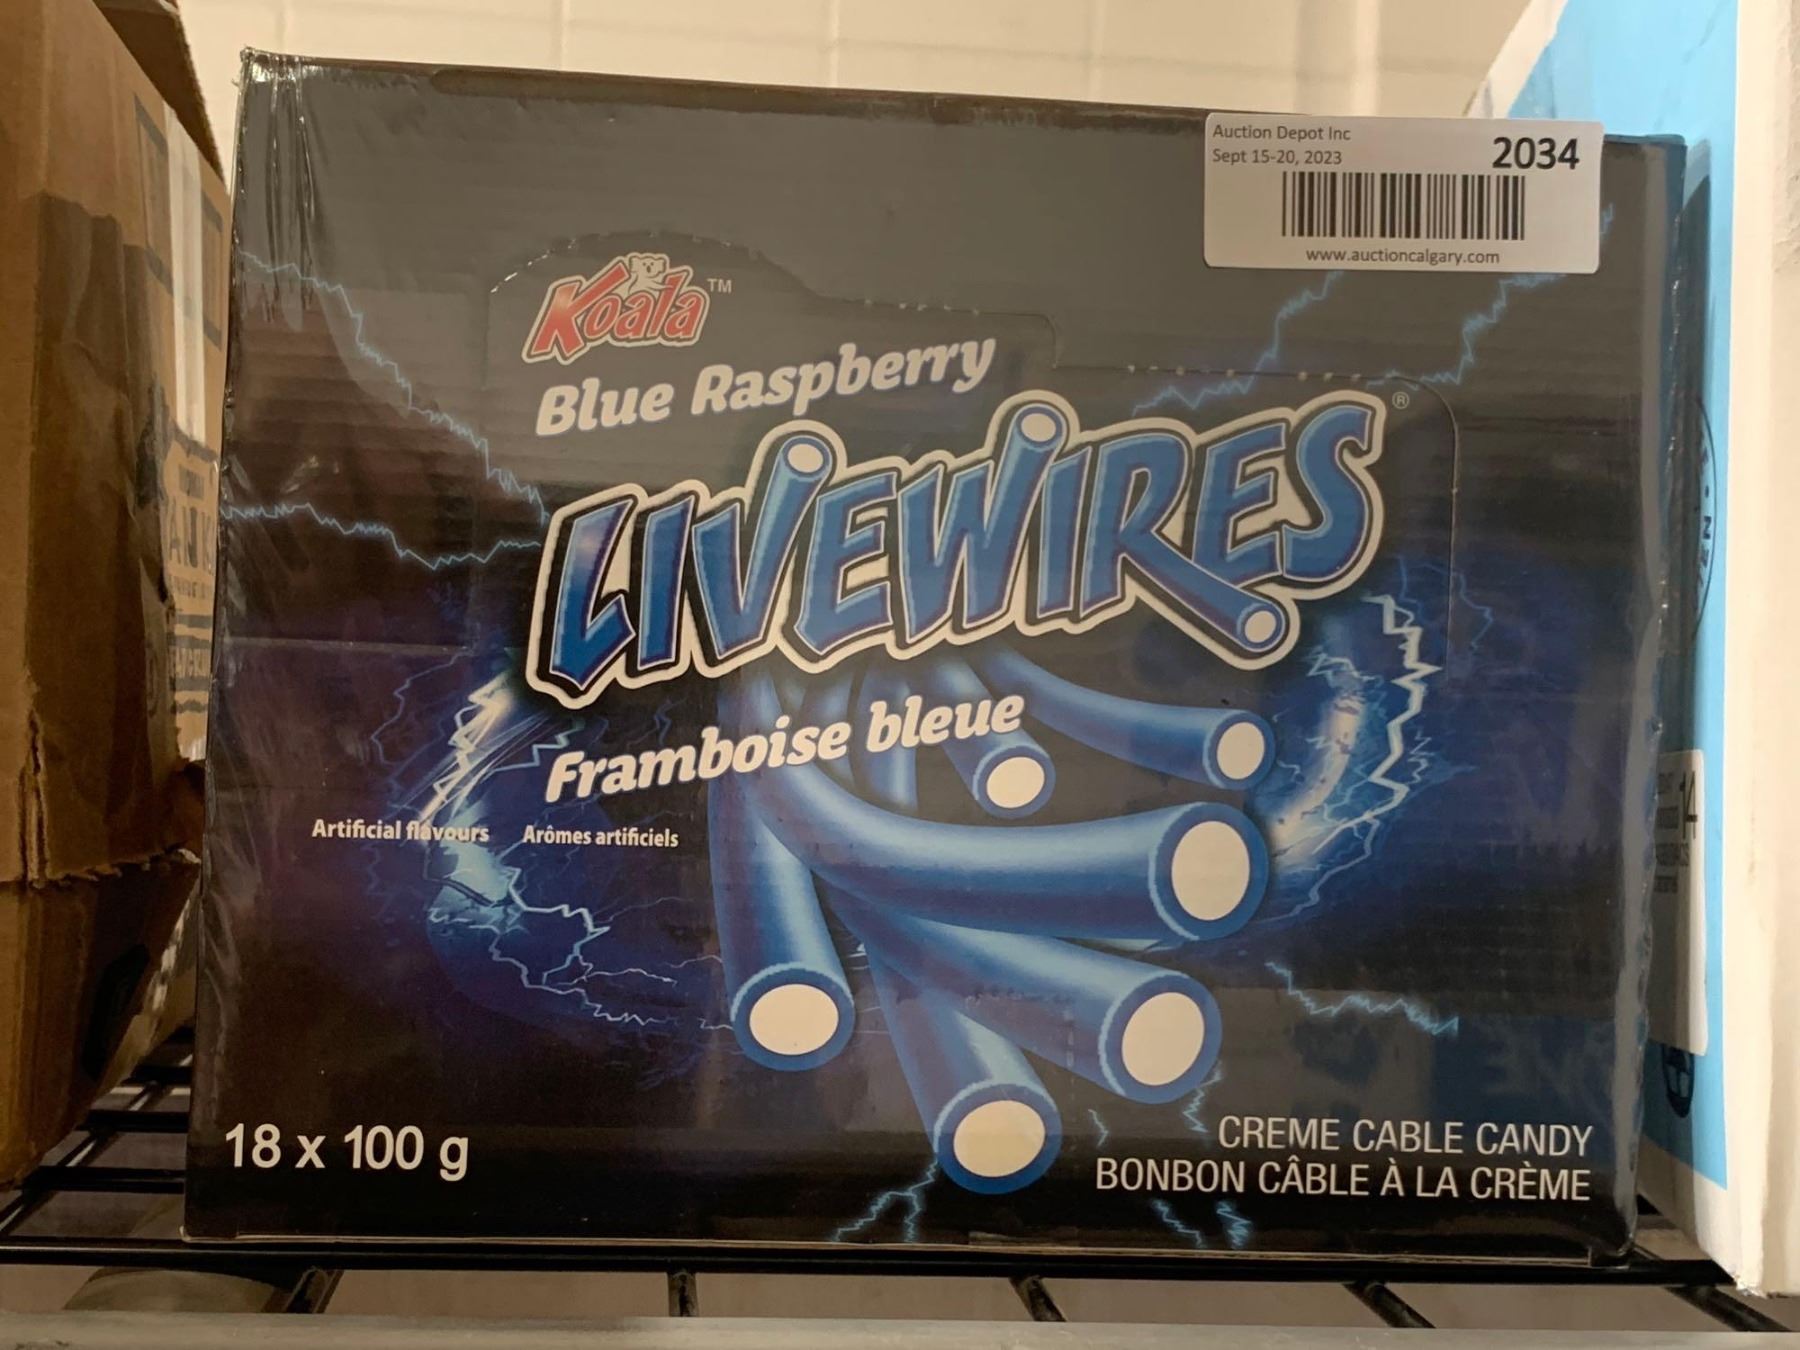 Auction Depot Inc
Sept 15-20, 2023
2034
www.auctioncalgary.com
Koala™
Blue Raspberry
LIVEWIRES®
Framboise bleue
Artificial flavours Arômes artificiels
18 x 100 g
CREME CABLE CANDY
BONBON CÂBLE À LA CRÈME